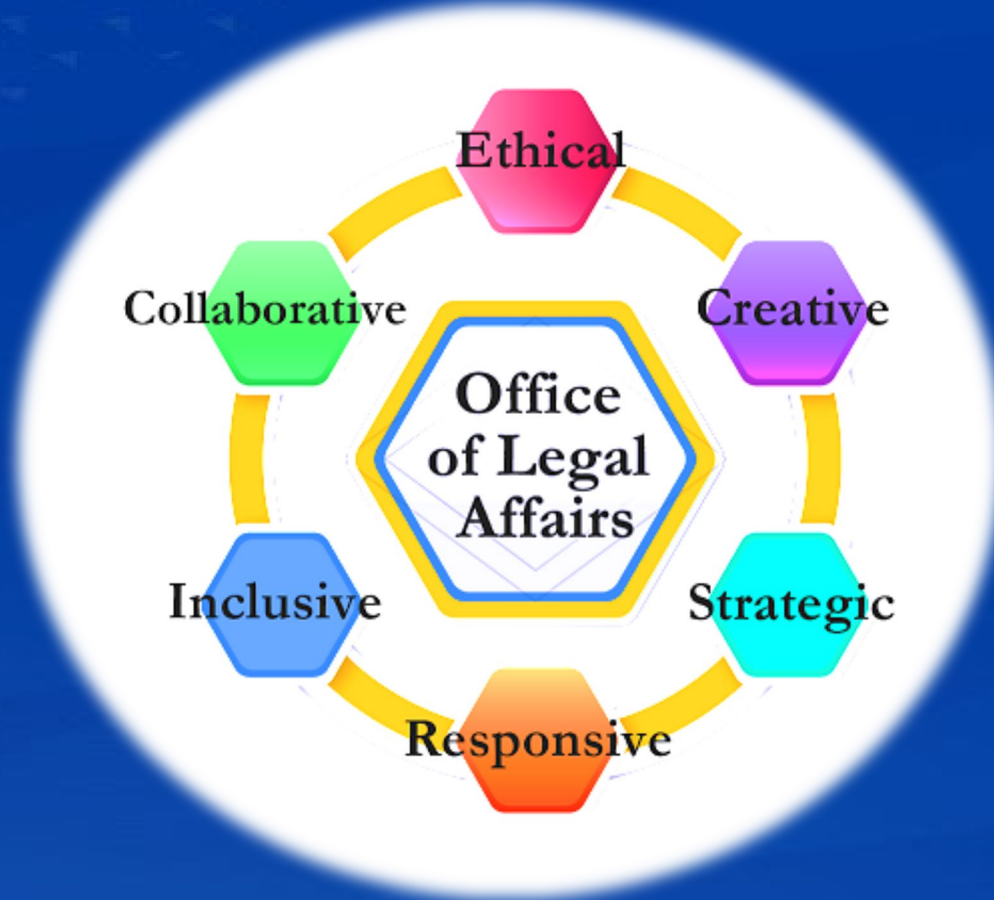 Ethical
Collaborative
Creative
Office
of Legal
Affairs
Inclusive
Strategic
Responsive